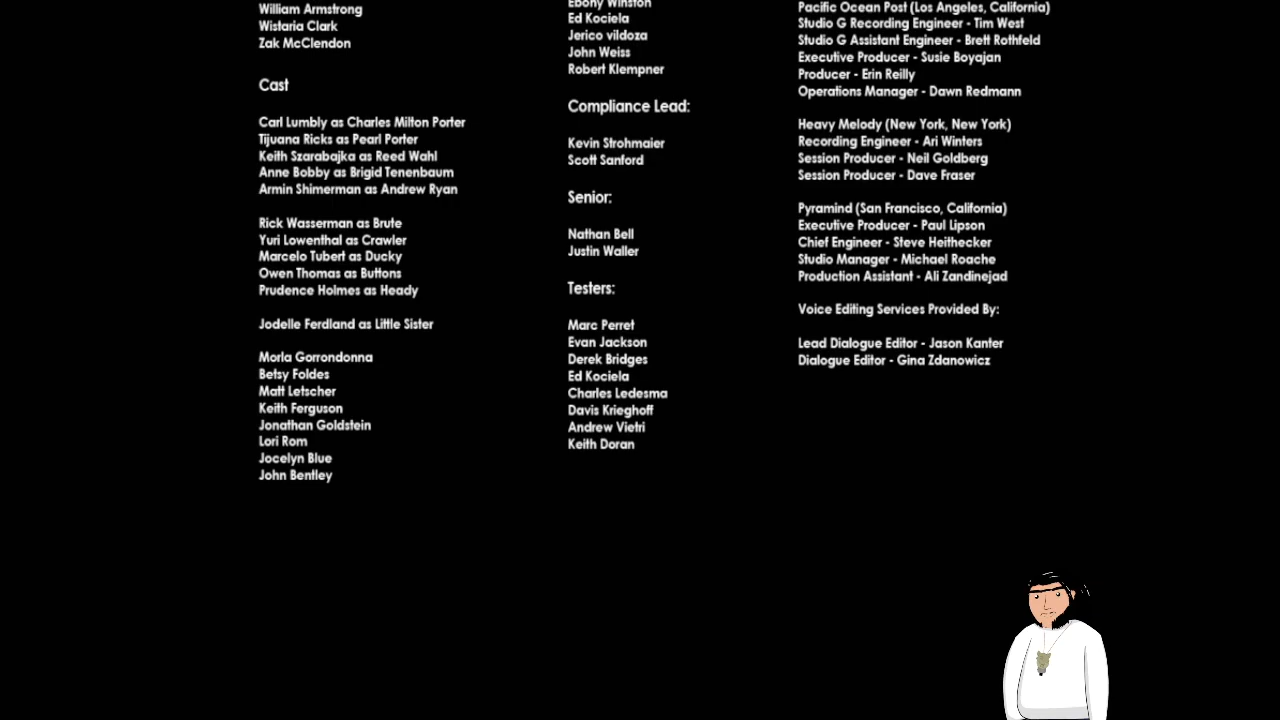 William Armstrong
Wistaria Clark
Zak McClendon
Cast
Carl Lumbly as Charles Milton Porter
Tijuana Ricks as Pearl Porter
Keith Szarabajka as Reed Wahl
Anne Bobby as Brigid Tenenbaum
Armin Shimerman as Andrew Ryan
Rick Wasserman as Brute
Yuri Lowenthal as Crawler
Marcelo Tubert as Ducky
Owen Thomas as Buttons
Prudence Holmes as Heady
Jodelle Ferdland as Little Sister
Morla Gorrondonna
Betsy Foldes
Matt Letscher
Keith Ferguson
Jonathan Goldstein
Lori Rom
Jocelyn Blue
John Bentley
Ebony Winston
Ed Kociela
Jerico vildoza
John Weiss
Robert Klempner
Compliance Lead:
Kevin Strohmaier
Scott Sanford
Senior:
Nathan Bell
Justin Waller
Testers:
Marc Perret
Evan Jackson
Derek Bridges
Ed Kociela
Charles Ledesma
Davis Krieghoff
Andrew Vietri
Keith Doran
Pacific Ocean Post (Los Angeles, California)
Studio G Recording Engineer - Tim West
Studio G Assistant Engineer - Brett Rothfeld
Executive Producer - Susie Boyajan
Producer - Erin Reilly
Operations Manager - Dawn Redmann
Heavy Melody (New York, New York)
Recording Engineer - Ari Winters
Session Producer - Neil Goldberg
Session Producer - Dave Fraser
Pyramind (San Francisco, California)
Executive Producer - Paul Lipson
Chief Engineer - Steve Heithecker
Studio Manager - Michael Roache
Production Assistant - Ali Zandinejad
Voice Editing Services Provided By:
Lead Dialogue Editor - Jason Kanter
Dialogue Editor - Gina Zdanowicz